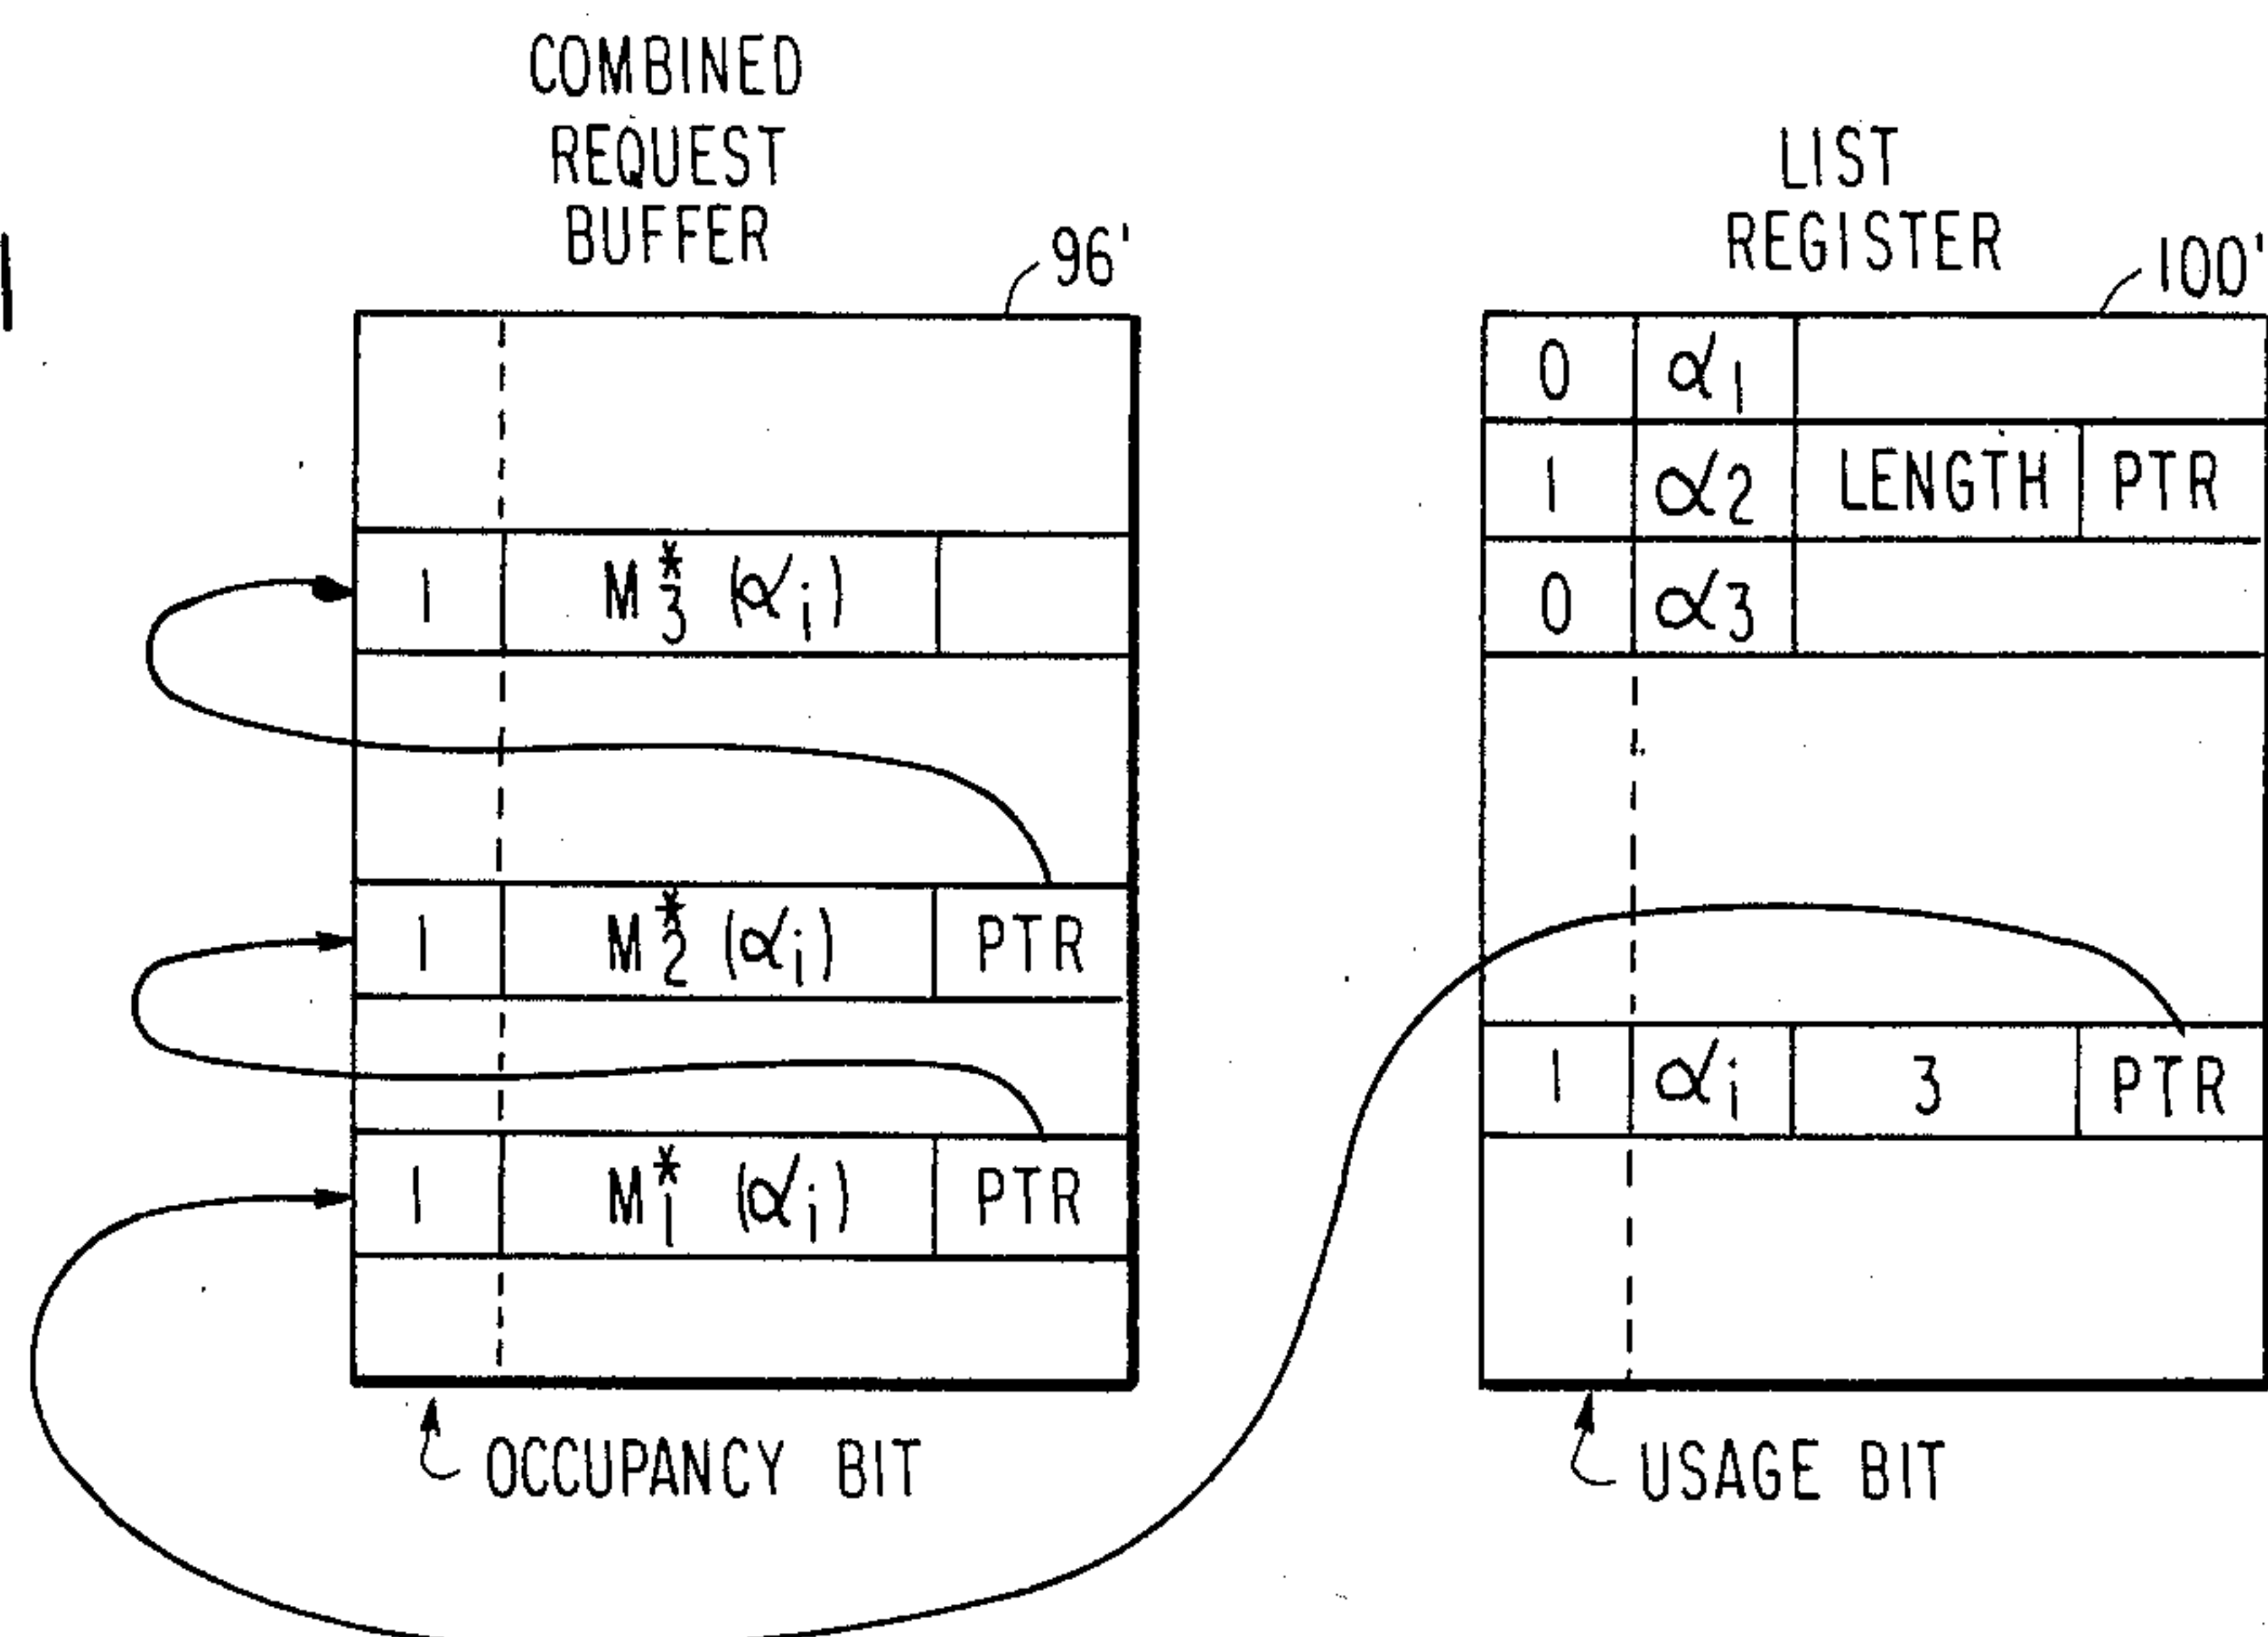 COMBINED
REQUEST
BUFFER
96'
1 M*3 (αi)
1 M*2 (αi) PTR
1 M*1 (αi) PTR
OCCUPANCY BIT
LIST
REGISTER
100'
0 α1
1 α2 LENGTH PTR
0 α3
1 αi 3 PTR
USAGE BIT